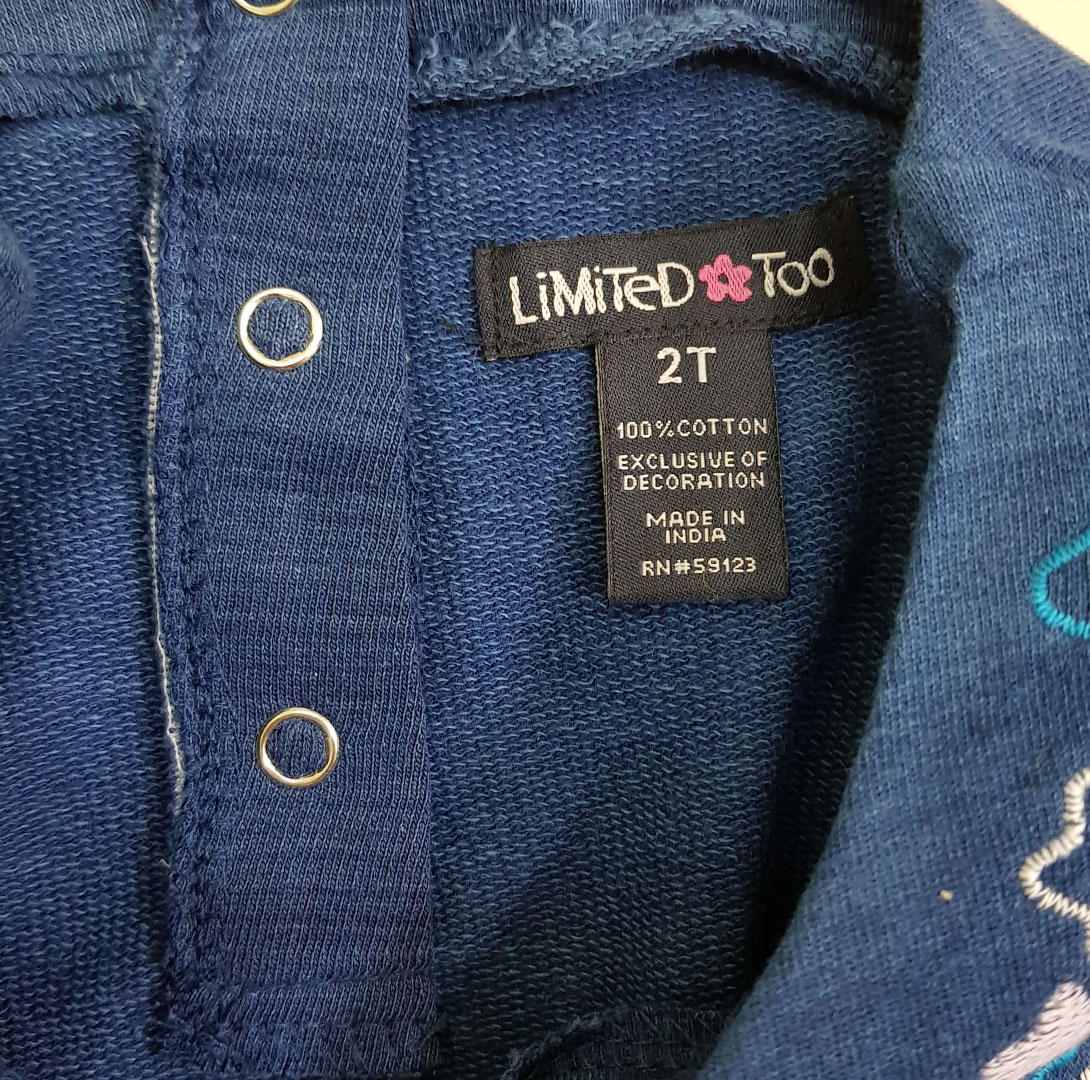 LiMiTeD TOO
2T
100%COTTON
EXCLUSIVE OF
DECORATION
MADE IN
INDIA
RN#59123